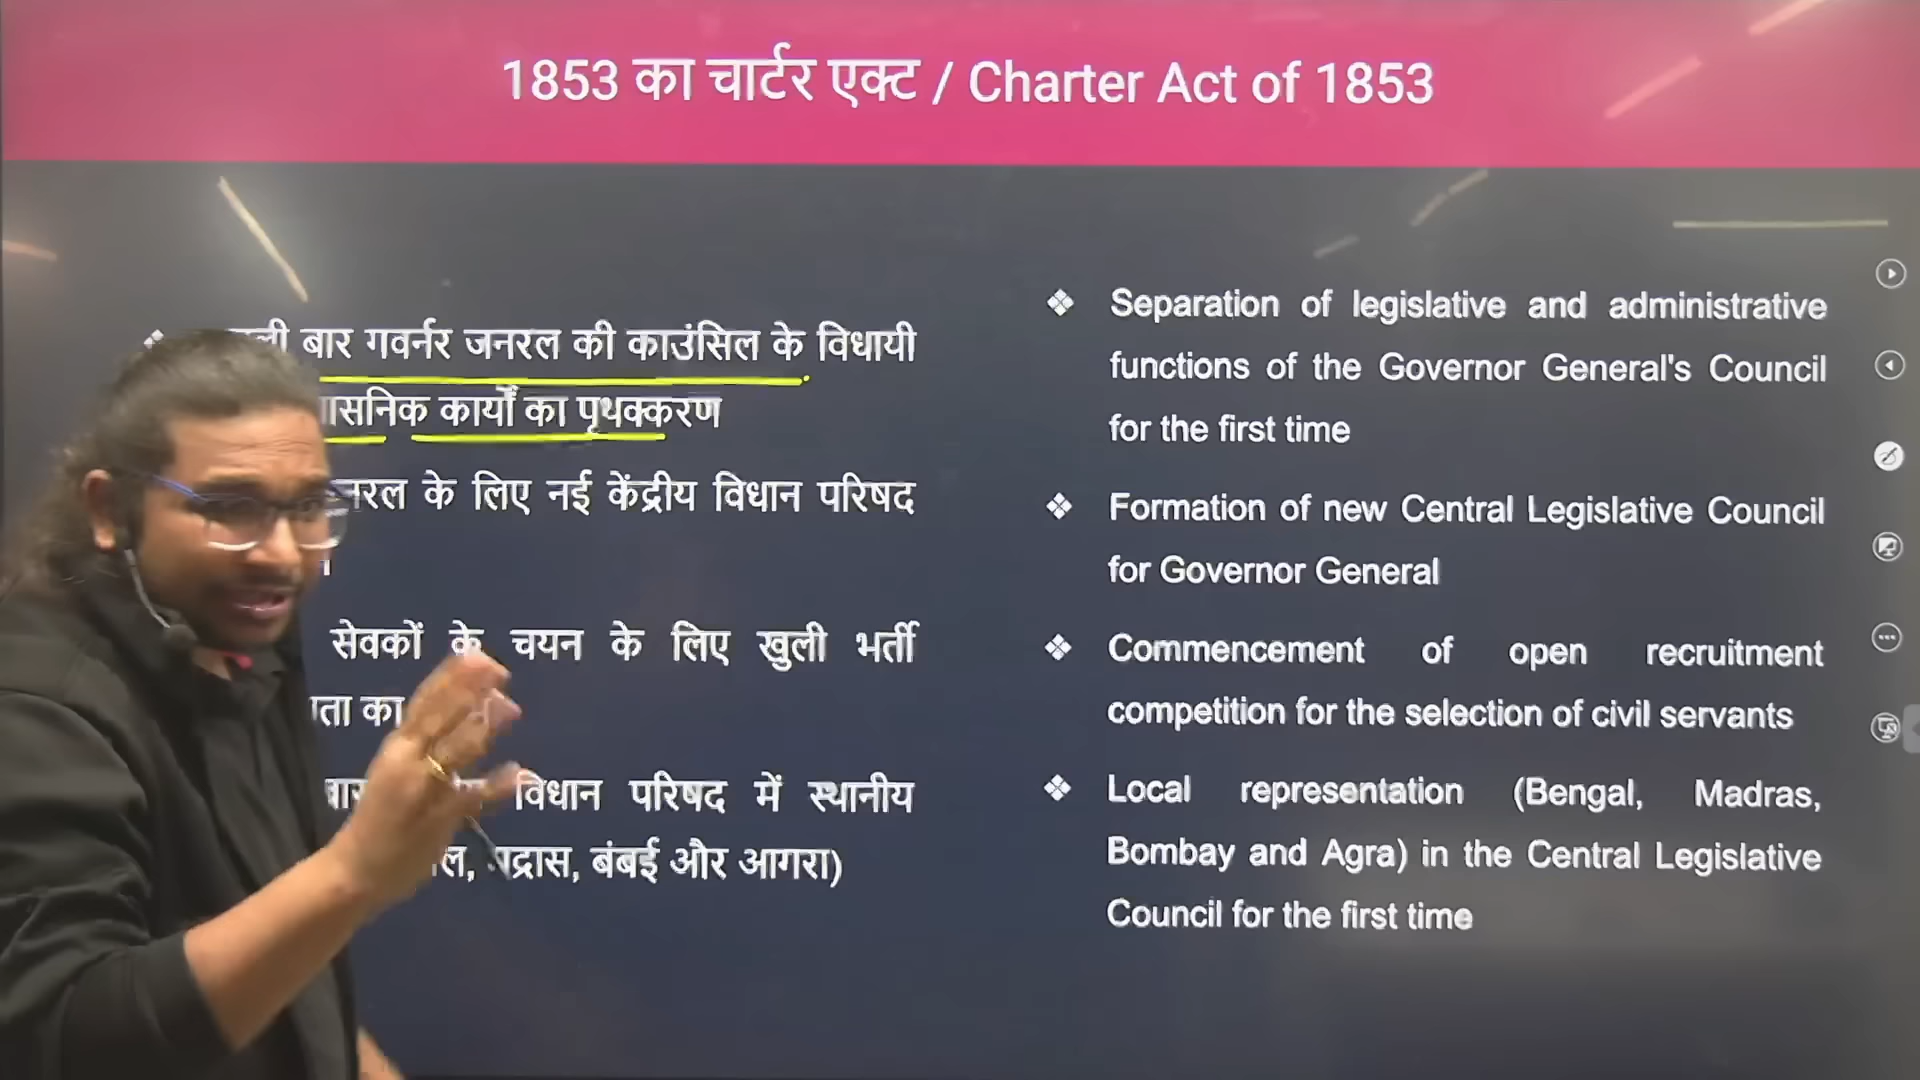 1853 का चार्टर एक्ट / Charter Act of 1853
बार गवर्नर जनरल की काउंसिल के विधायी
कार्यों का पृथक्करण
के लिए नई केंद्रीय विधान परिषद
सेवकों के चयन के लिए खुली भर्ती
का
विधान परिषद में स्थानीय
बंबई और आगरा)
❖ Separation of legislative and administrative
functions of the Governor General's Council
for the first time
❖ Formation of new Central Legislative Council
for Governor General
❖ Commencement of open recruitment
competition for the selection of civil servants
❖ Local representation (Bengal, Madras,
Bombay and Agra) in the Central Legislative
Council for the first time